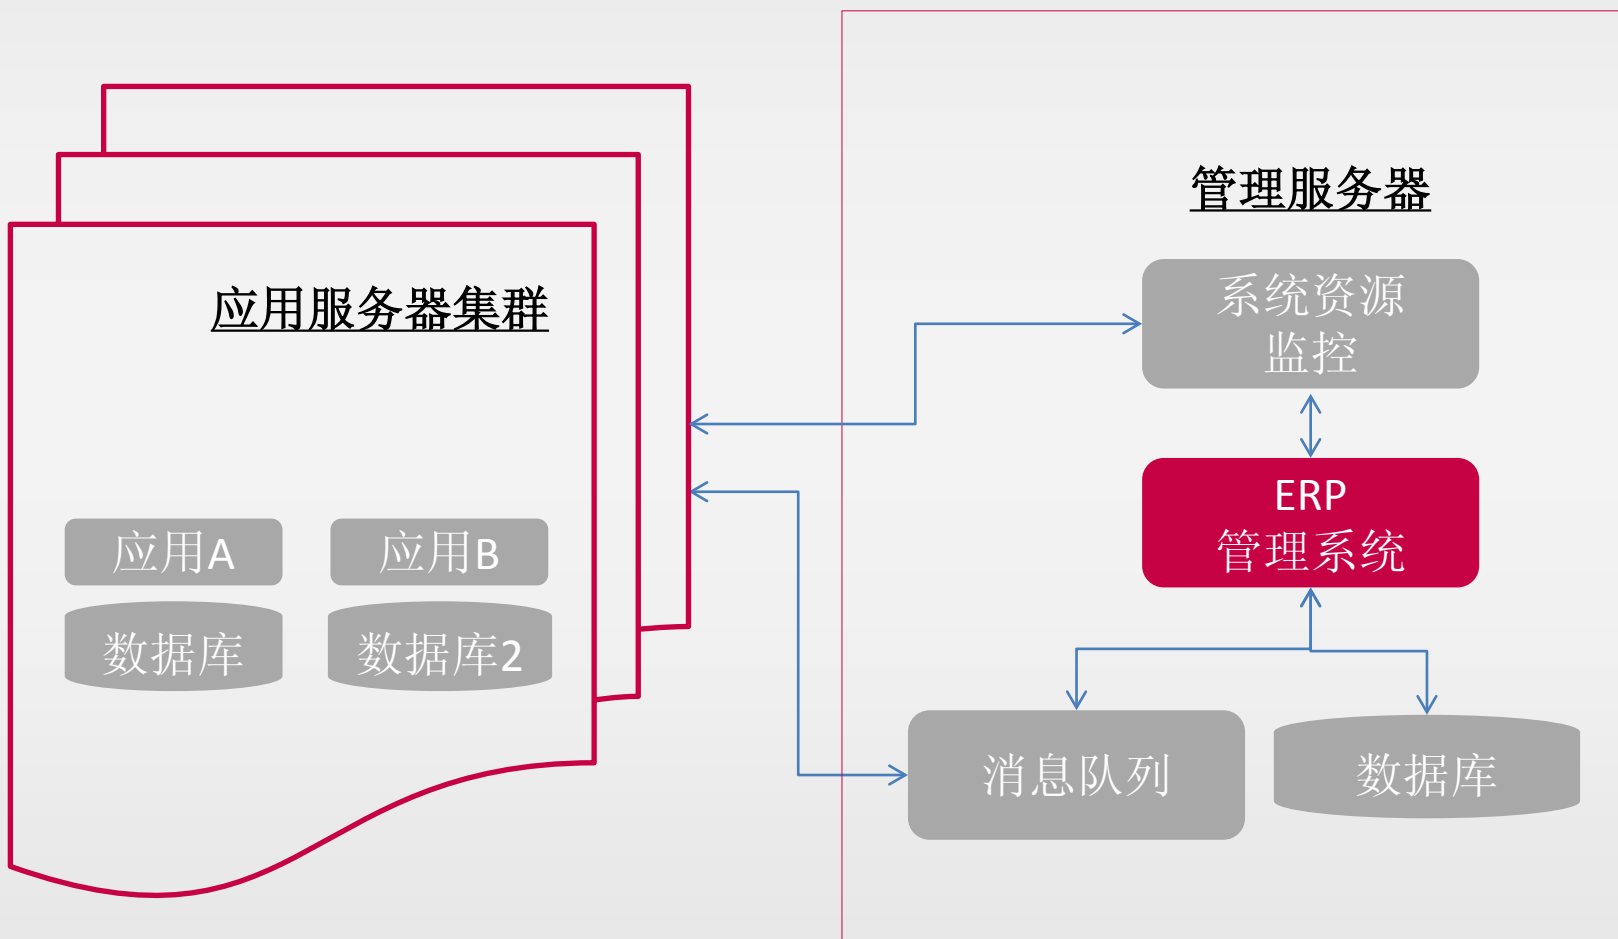 应用服务器集群
应用A
应用B
数据库
数据库2
管理服务器
系统资源
监控
ERP
管理系统
消息队列
数据库